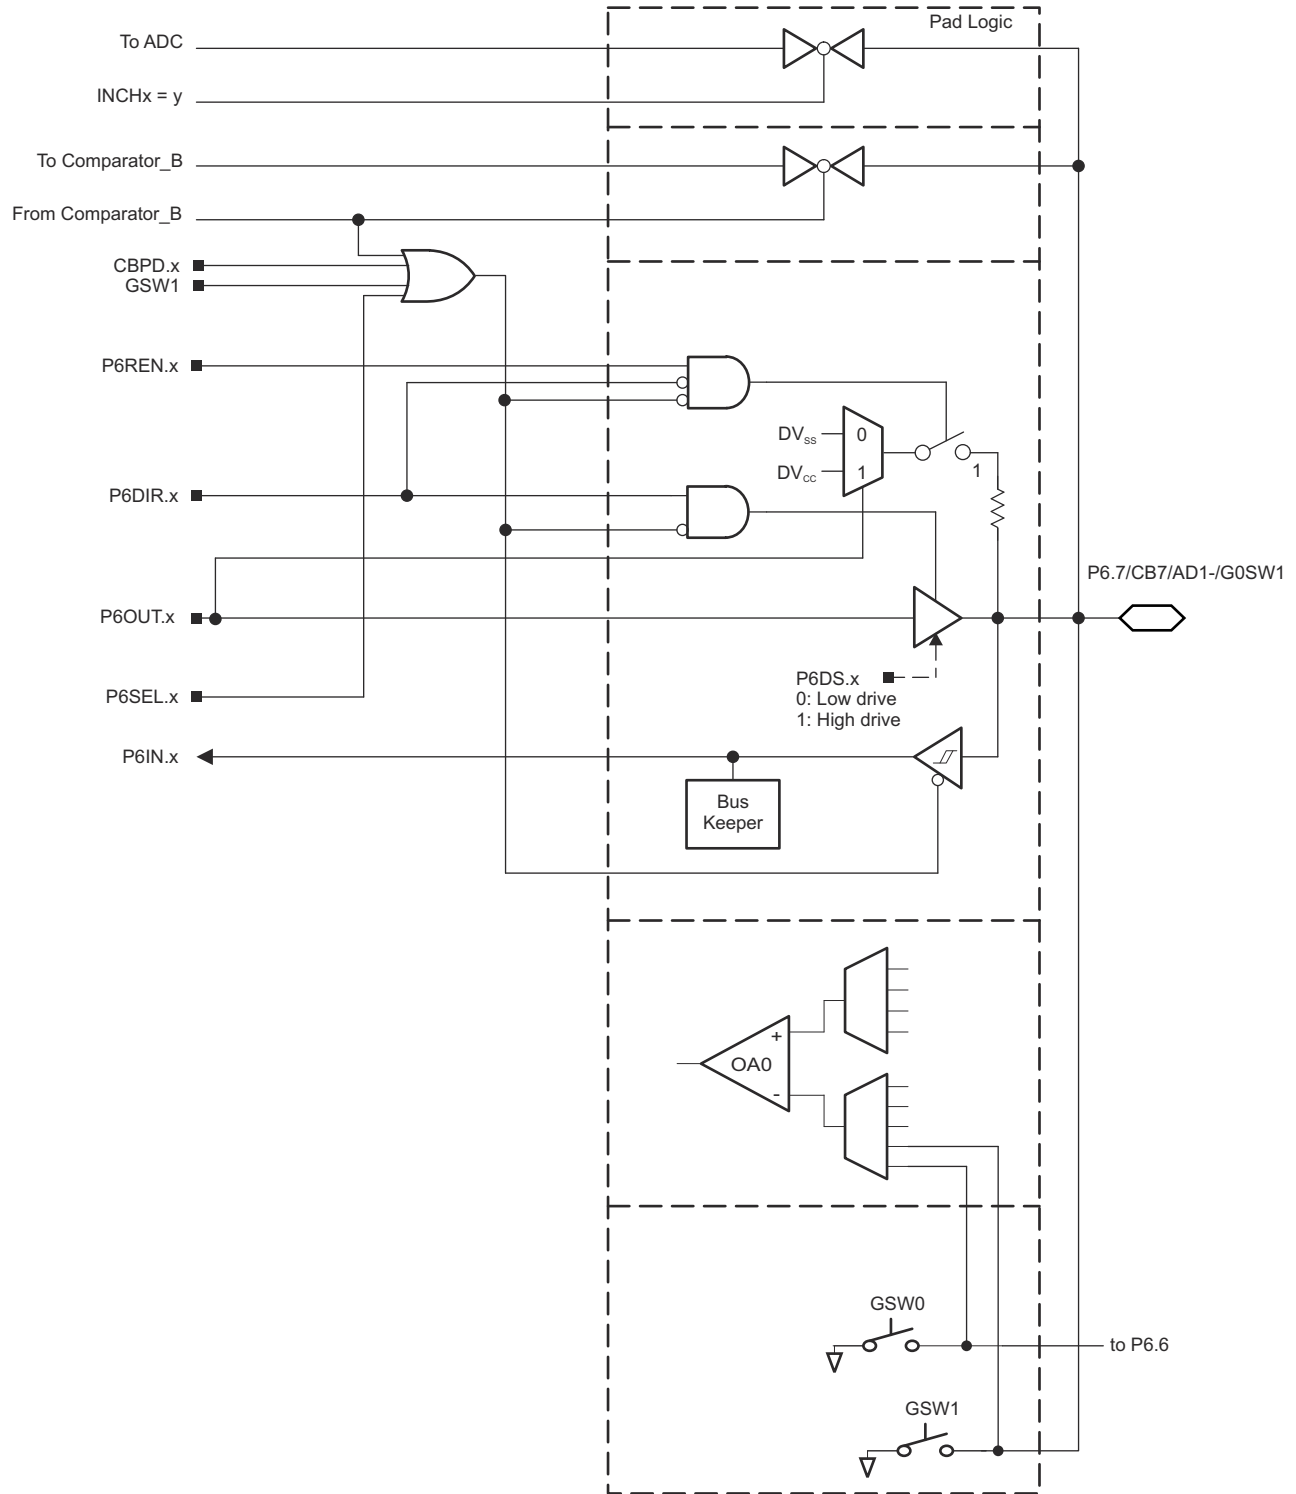 Pad Logic
To ADC
INCHx = y
To Comparator_B
From Comparator_B
CBPD.x
GSW1
P6REN.x
DVSS
0
DVCC
1
1
P6DIR.x
P6.7/CB7/AD1-/G0SW1
P6OUT.x
P6DS.x
0: Low drive
1: High drive
P6SEL.x
P6IN.x
Bus
Keeper
+
OA0
-
GSW0
to P6.6
GSW1